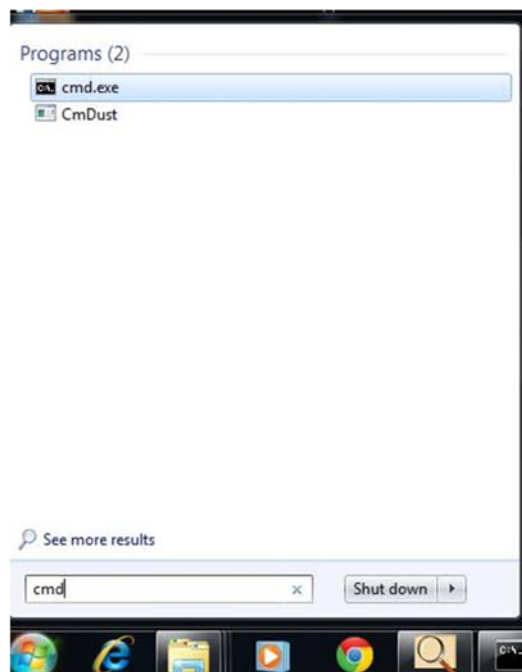 Programs (2)
cmd.exe
CmDust
See more results
cmd
Shut down